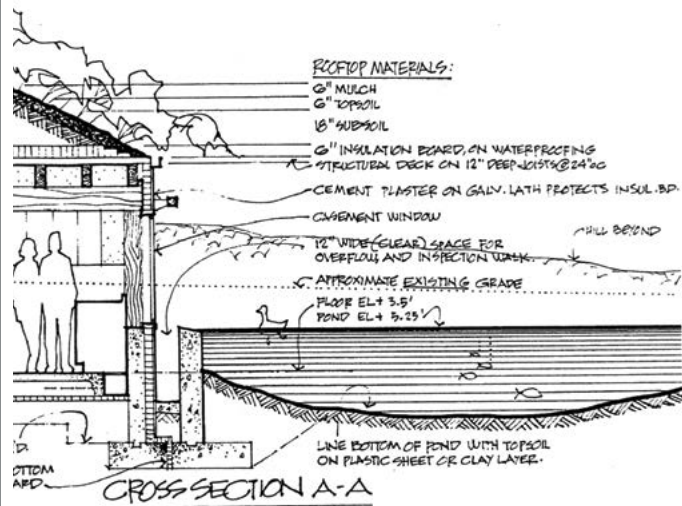 ROOFTOP MATERIALS:
6" MULCH
6" TOPSOIL
18" SUBSOIL
6" INSULATION BOARD, ON WATERPROOFING
STRUCTURAL DECK ON 12" DEEP JOISTS@24"OC
CEMENT PLASTER ON GALV. LATH PROTECTS INSUL. BD.
CASEMENT WINDOW
HILL BEYOND
12" WIDE (CLEAR) SPACE FOR
OVERFLOW AND INSPECTION WALK.
APPROXIMATE EXISTING GRADE
FLOOR EL + 3.5'
POND EL + 5.25'
LINE BOTTOM OF POND WITH TOPSOIL
ON PLASTIC SHEET OR CLAY LAYER.
D.
OTTOM
ARD
CROSS SECTION A-A